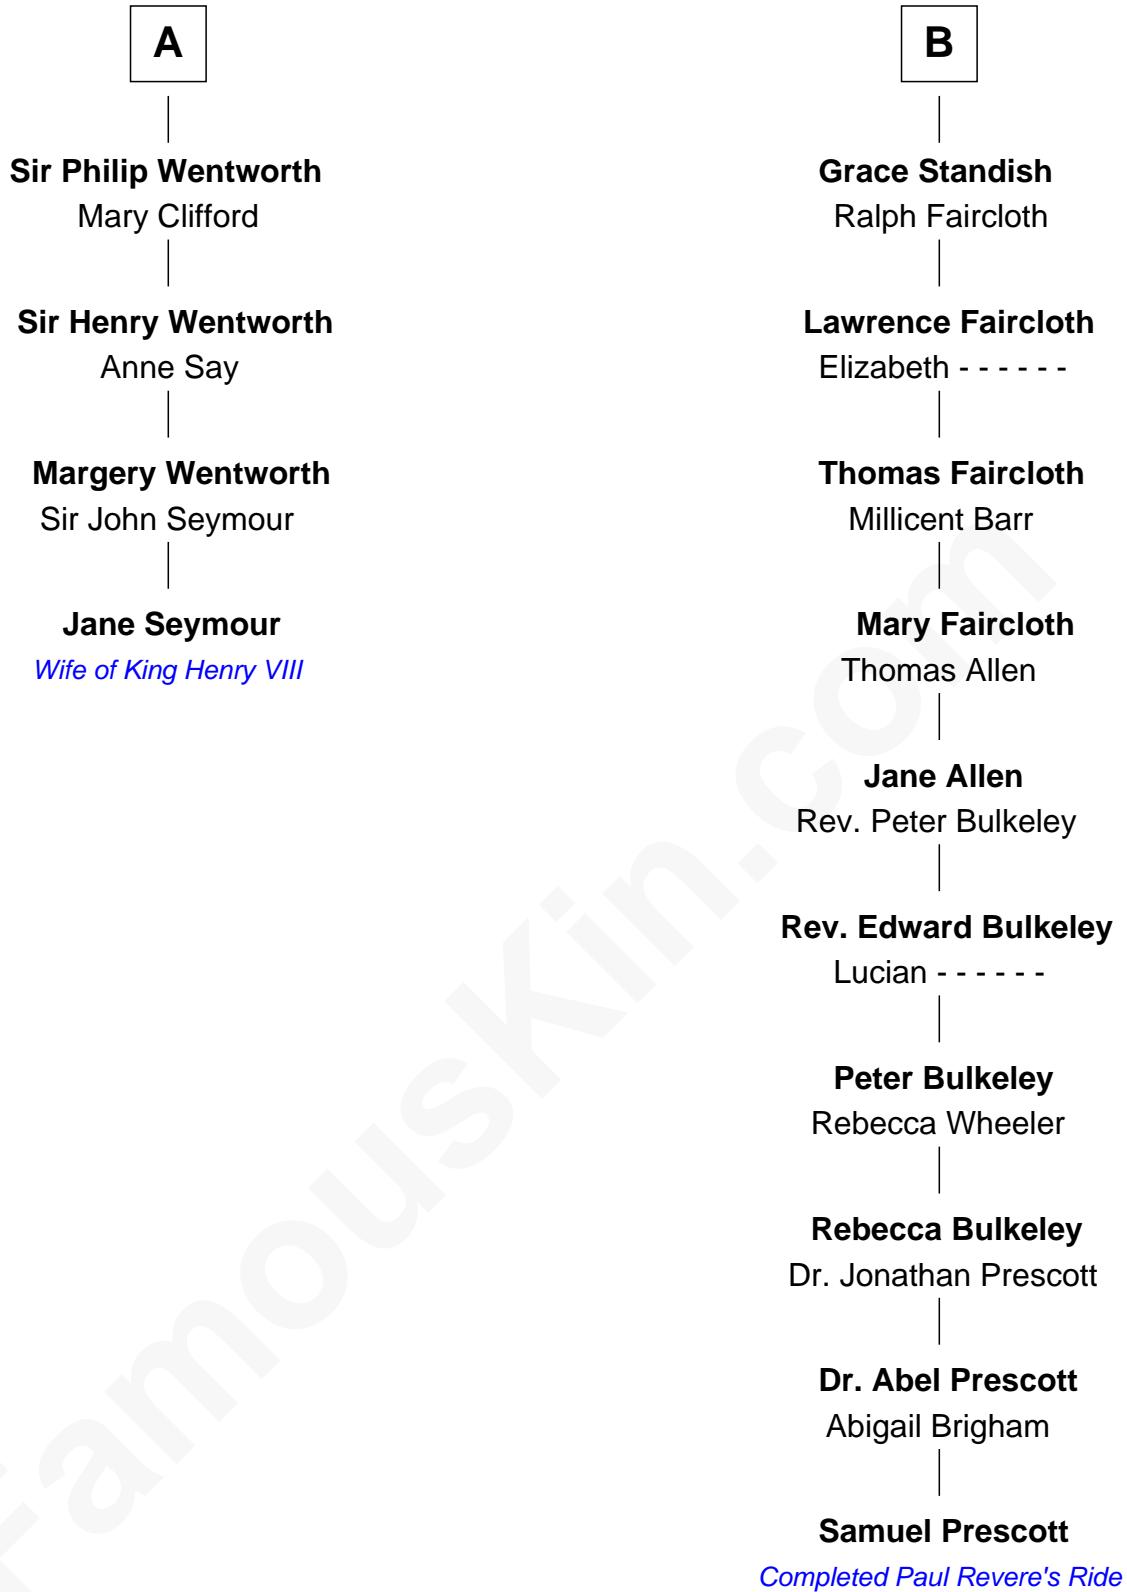 A
Sir Philip Wentworth
Mary Clifford
Sir Henry Wentworth
Anne Say
Margery Wentworth
Sir John Seymour
Jane Seymour
Wife of King Henry VIII
B
Grace Standish
Ralph Faircloth
Lawrence Faircloth
Elizabeth - - - - - -
Thomas Faircloth
Millicent Barr
Mary Faircloth
Thomas Allen
Jane Allen
Rev. Peter Bulkeley
Rev. Edward Bulkeley
Lucian - - - - - -
Peter Bulkeley
Rebecca Wheeler
Rebecca Bulkeley
Dr. Jonathan Prescott
Dr. Abel Prescott
Abigail Brigham
Samuel Prescott
Completed Paul Revere's Ride
FamousKin.com